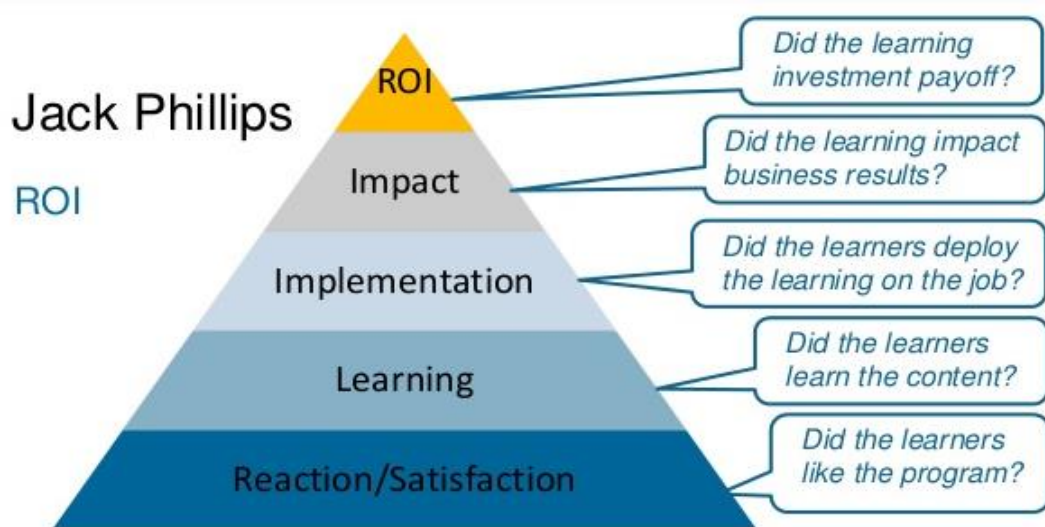 Jack Phillips
ROI
ROI
Did the learning
investment payoff?
Impact
Did the learning impact
business results?
Implementation
Did the learners deploy
the learning on the job?
Learning
Did the learners
learn the content?
Reaction/Satisfaction
Did the learners
like the program?